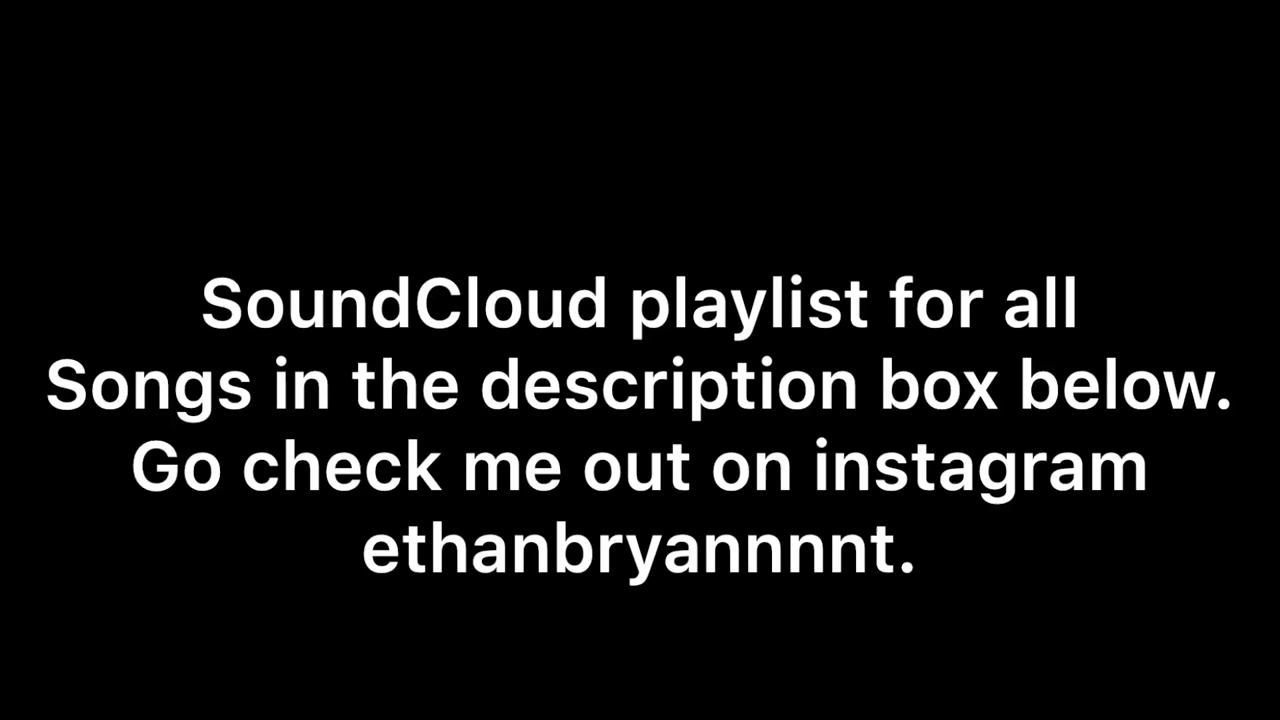 SoundCloud playlist for all
Songs in the description box below.
Go check me out on instagram
ethanbryannnnt.